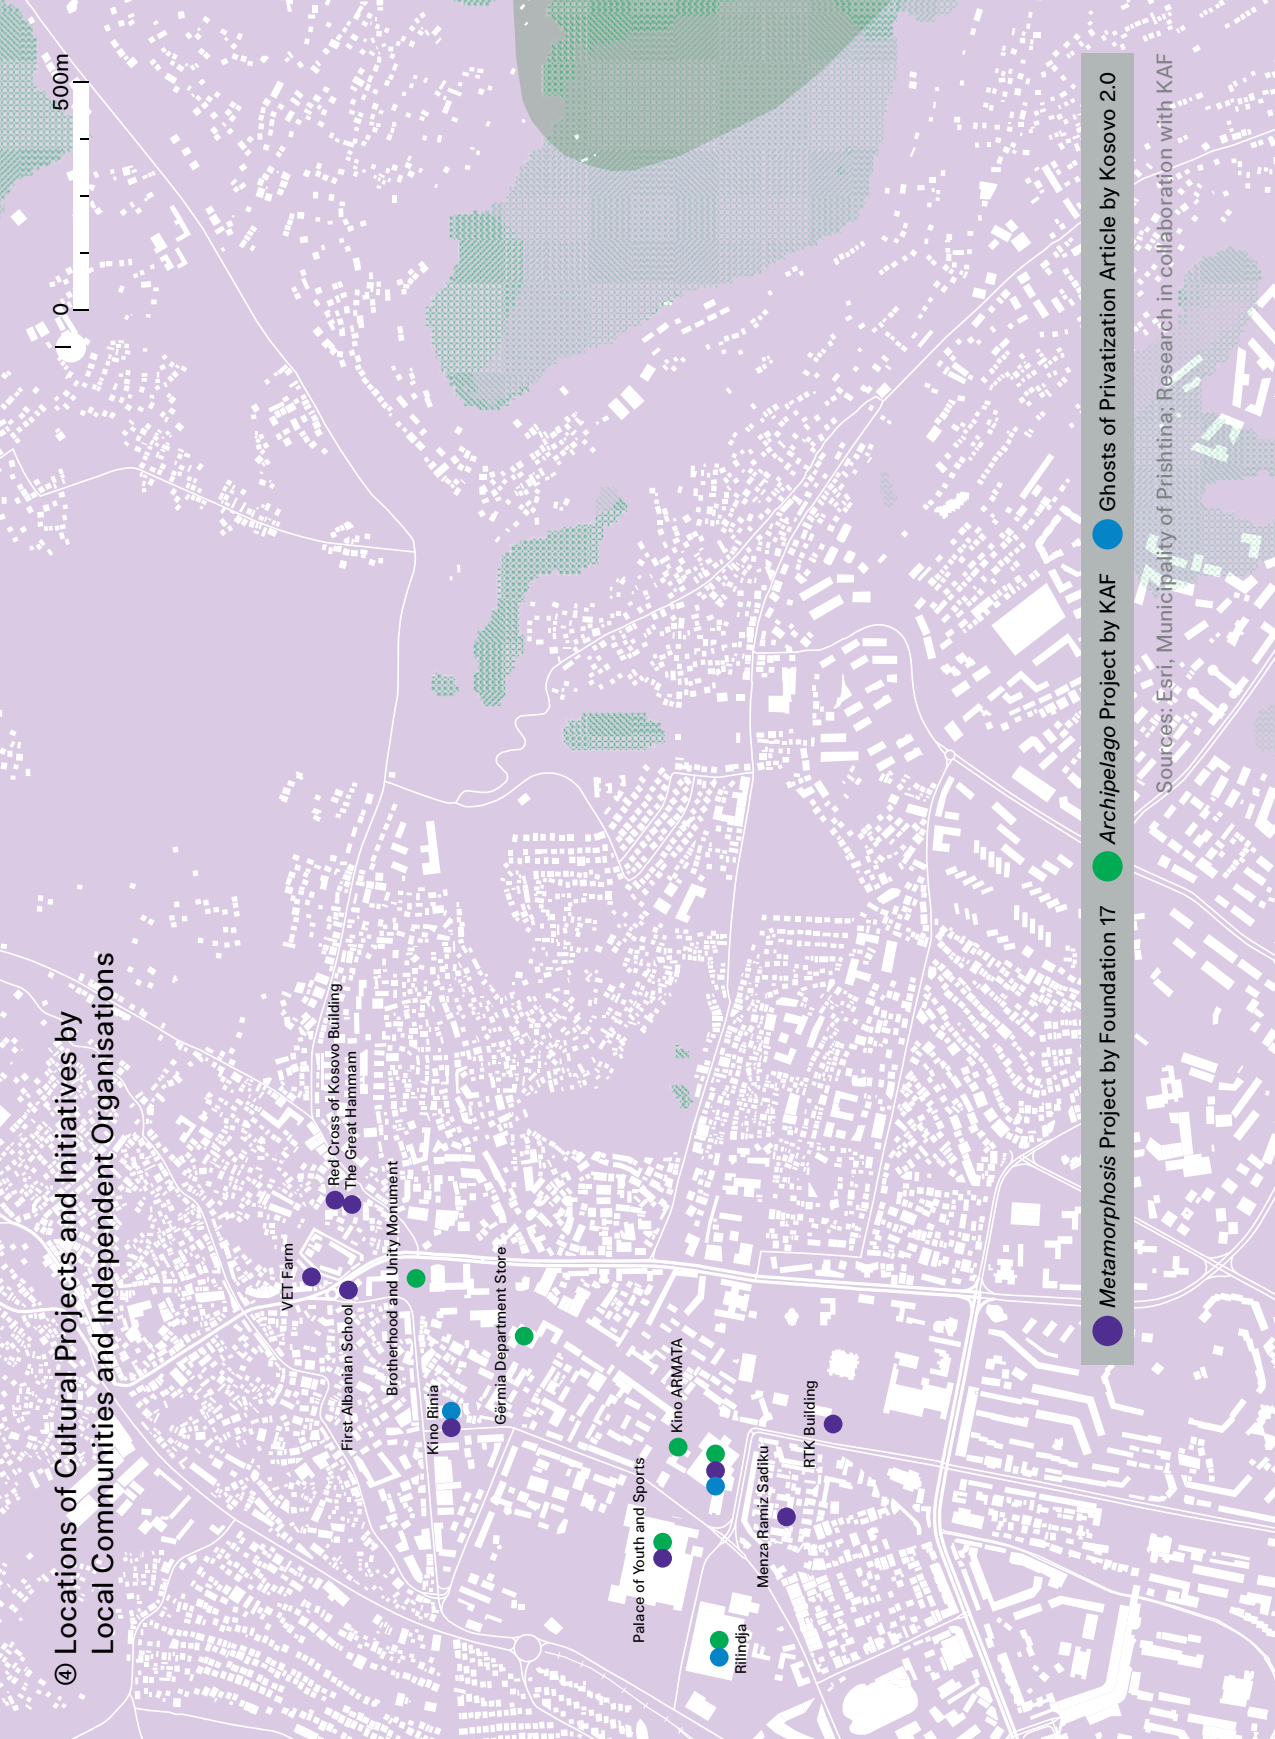 ④ Locations of Cultural Projects and Initiatives by
Local Communities and Independent Organisations
0
500m
VET Farm
Red Cross of Kosovo Building
The Great Hammam
First Albanian School
Brotherhood and Unity Monument
Kino Rinia
Gërmia Department Store
Palace of Youth and Sports
Kino ARMATA
Rilindja
Menza Ramiz Sadiku
RTK Building
Metamorphosis Project by Foundation 17
Archipelago Project by KAF
Ghosts of Privatization Article by Kosovo 2.0
Sources: Esri, Municipality of Prishtina; Research in collaboration with KAF